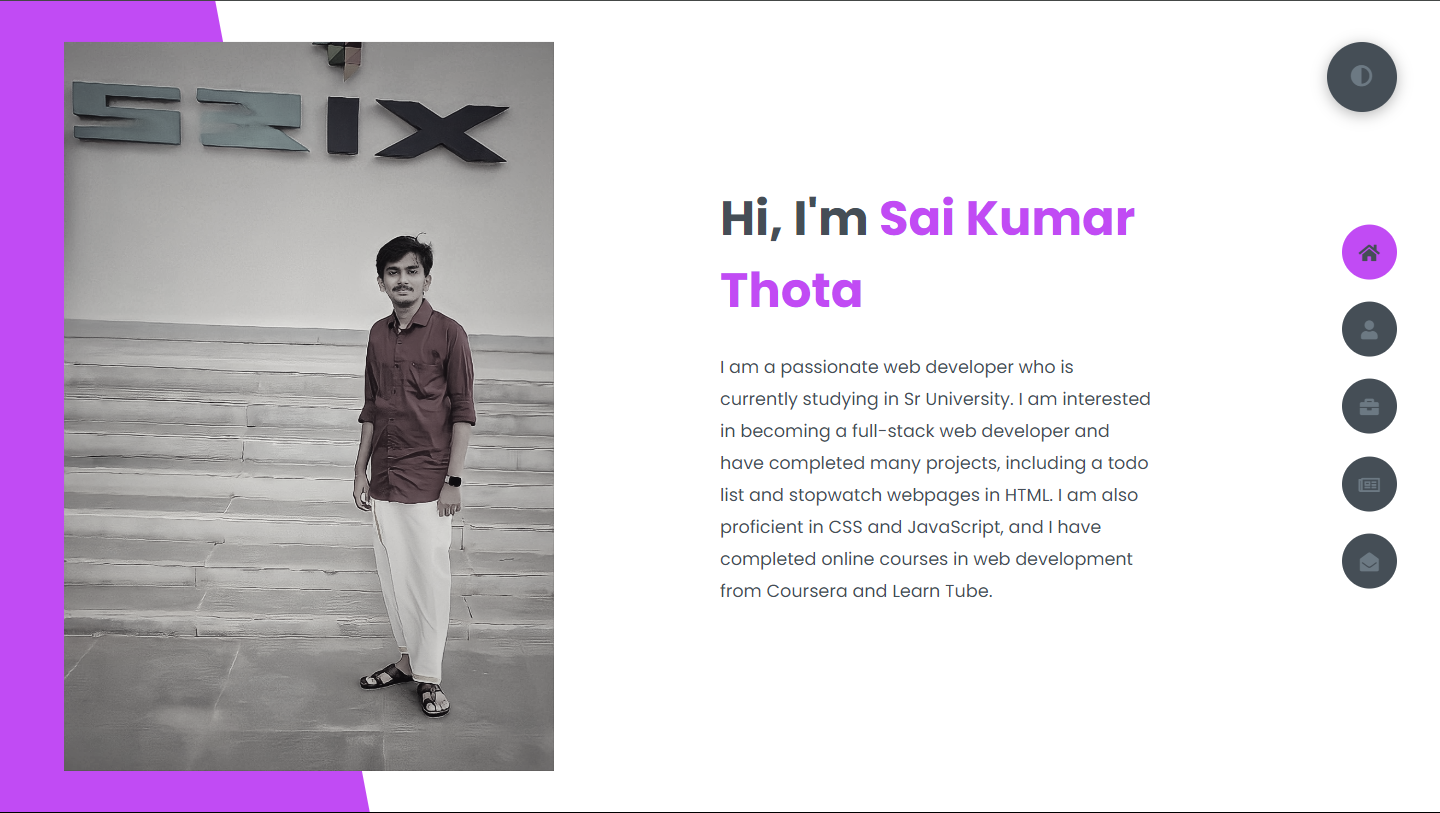 Hi, I'm Sai Kumar
Thota
I am a passionate web developer who is
currently studying in Sr University. I am interested
in becoming a full-stack web developer and
have completed many projects, including a todo
list and stopwatch webpages in HTML. I am also
proficient in CSS and JavaScript, and I have
completed online courses in web development
from Coursera and Learn Tube.